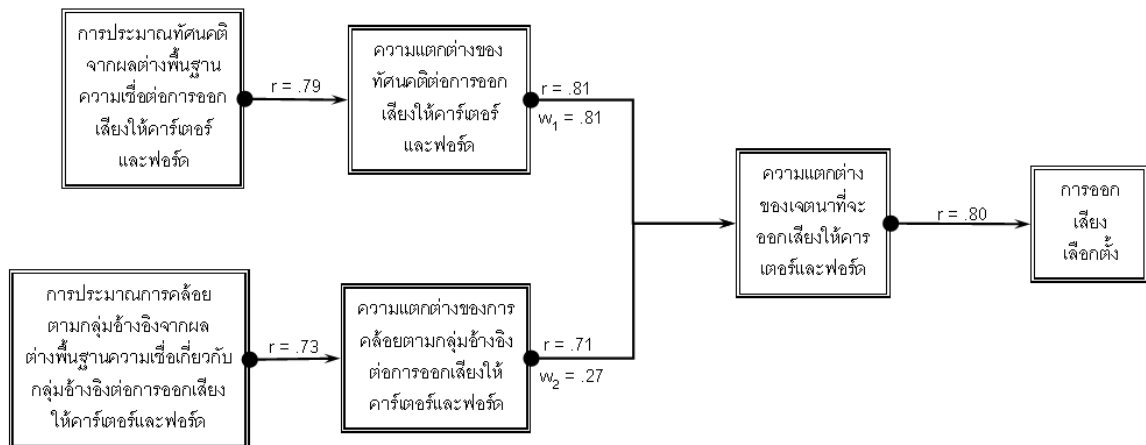 การประมาณทัศนคติ
จากผลต่างพื้นฐาน
ความเชื่อต่อการออก
เสียงให้คาร์เตอร์
และฟอร์ด
r = .79
ความแตกต่างของ
ทัศนคติต่อการออก
เสียงให้คาร์เตอร์
และฟอร์ด
r = .81
w1 = .81
การประมาณการคล้อย
ตามกลุ่มอ้างอิงจากผล
ต่างพื้นฐานความเชื่อเกี่ยวกับ
กลุ่มอ้างอิงต่อการออกเสียง
ให้คาร์เตอร์และฟอร์ด
r = .73
ความแตกต่างของการ
คล้อยตามกลุ่มอ้างอิง
ต่อการออกเสียงให้
คาร์เตอร์และฟอร์ด
r = .71
w2 = .27
ความแตกต่าง
ของเจตนาที่จะ
ออกเสียงให้คาร
เตอร์และฟอร์ด
r = .80
การออก
เสียง
เลือกตั้ง